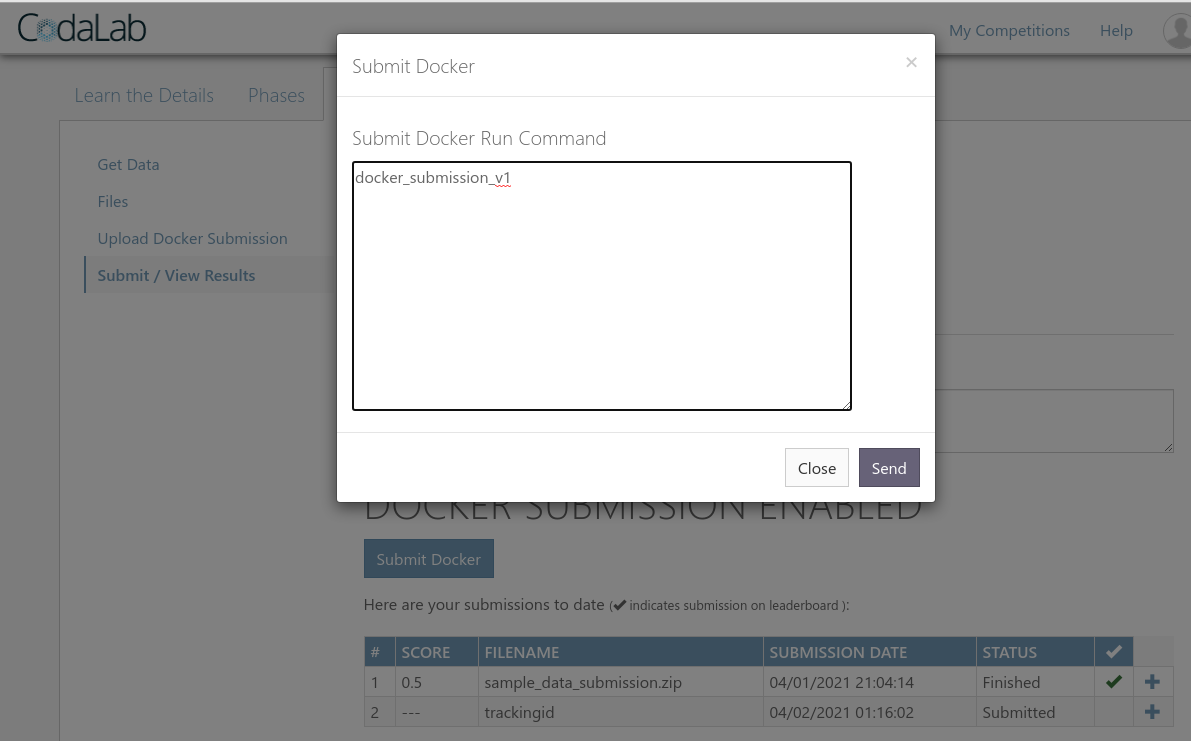 CodaLab
My Competitions Help
Submit Docker ×
Learn the Details Phases
Submit Docker Run Command
docker_submission_v1
Get Data
Files
Upload Docker Submission
Submit / View Results
Close Send
DOCKER SUBMISSION ENABLED
Submit Docker
Here are your submissions to date (✔ indicates submission on leaderboard ):
# SCORE FILENAME SUBMISSION DATE STATUS ✔
1 0.5 sample_data_submission.zip 04/01/2021 21:04:14 Finished ✔ +
2 --- trackingid 04/02/2021 01:16:02 Submitted +